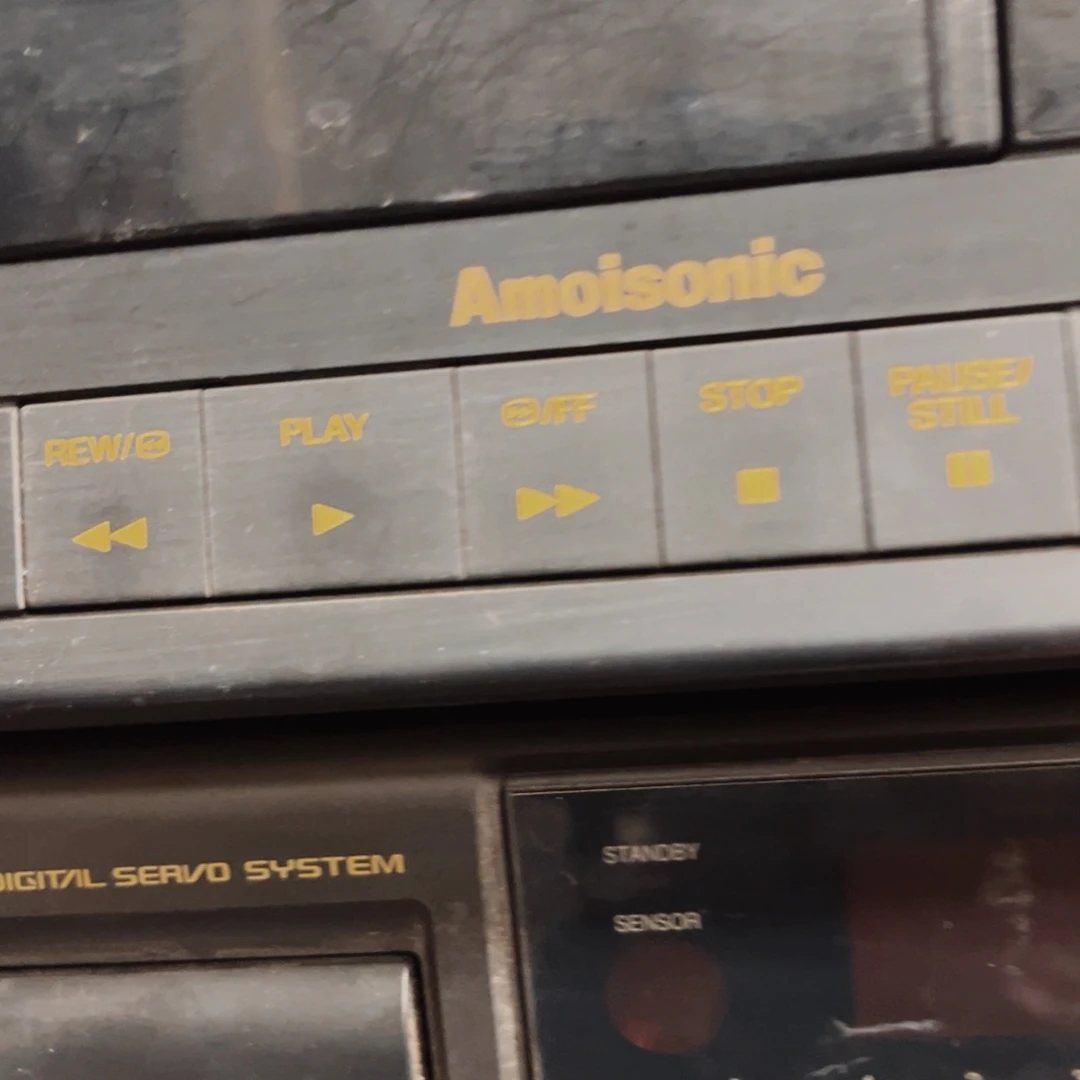 Amoisonic
REW/
PLAY
/FF
STOP
PAUSE/
STILL
DIGITAL SERVO SYSTEM
STANDBY
SENSOR